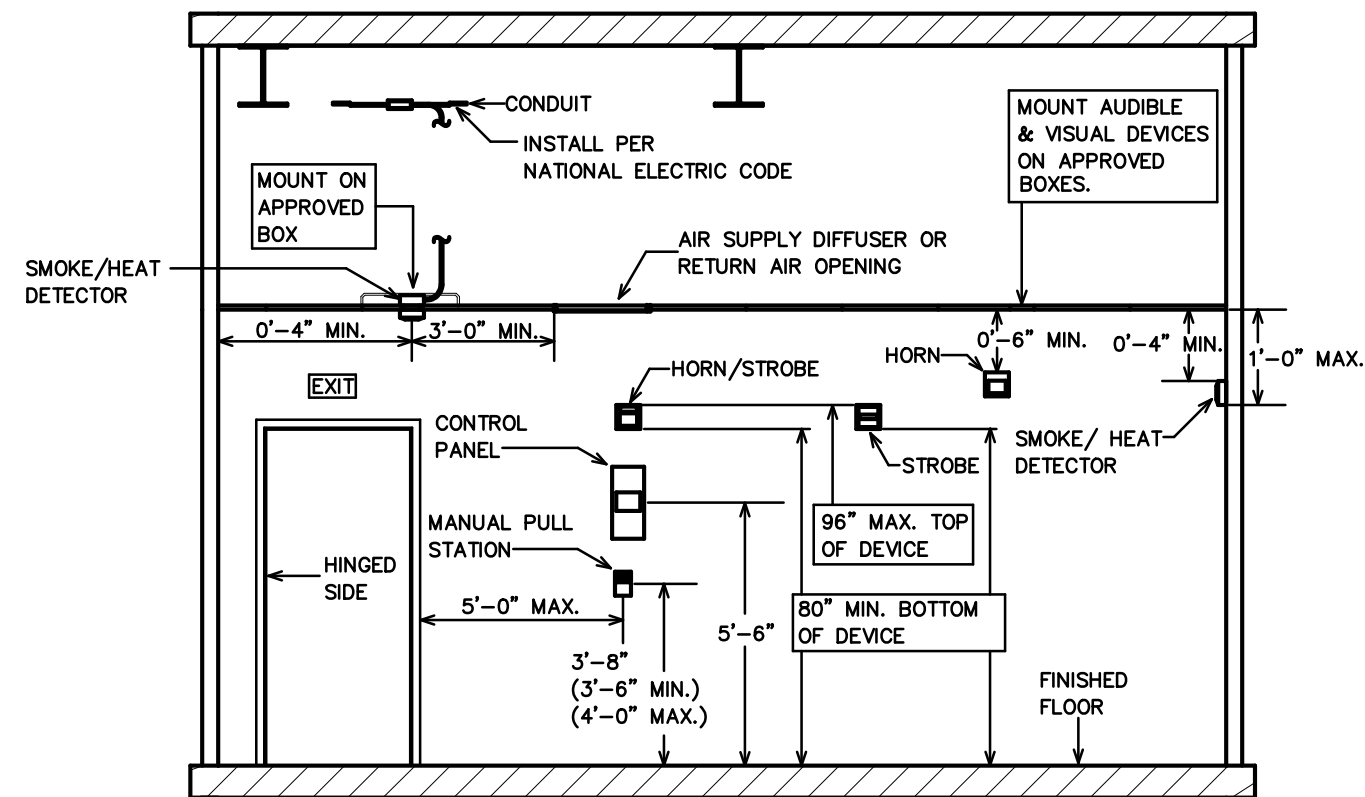 CONDUIT
INSTALL PER
NATIONAL ELECTRIC CODE
MOUNT AUDIBLE
& VISUAL DEVICES
ON APPROVED
BOXES.
MOUNT ON
APPROVED
BOX
SMOKE/HEAT
DETECTOR
AIR SUPPLY DIFFUSER OR
RETURN AIR OPENING
0'-4" MIN.
3'-0" MIN.
0'-6" MIN.
0'-4" MIN.
1'-0" MAX.
EXIT
HORN/STROBE
HORN
CONTROL
PANEL
STROBE
SMOKE/ HEAT
DETECTOR
MANUAL PULL
STATION
96" MAX. TOP
OF DEVICE
HINGED
SIDE
5'-0" MAX.
5'-6"
80" MIN. BOTTOM
OF DEVICE
3'-8"
(3'-6" MIN.)
(4'-0" MAX.)
FINISHED
FLOOR